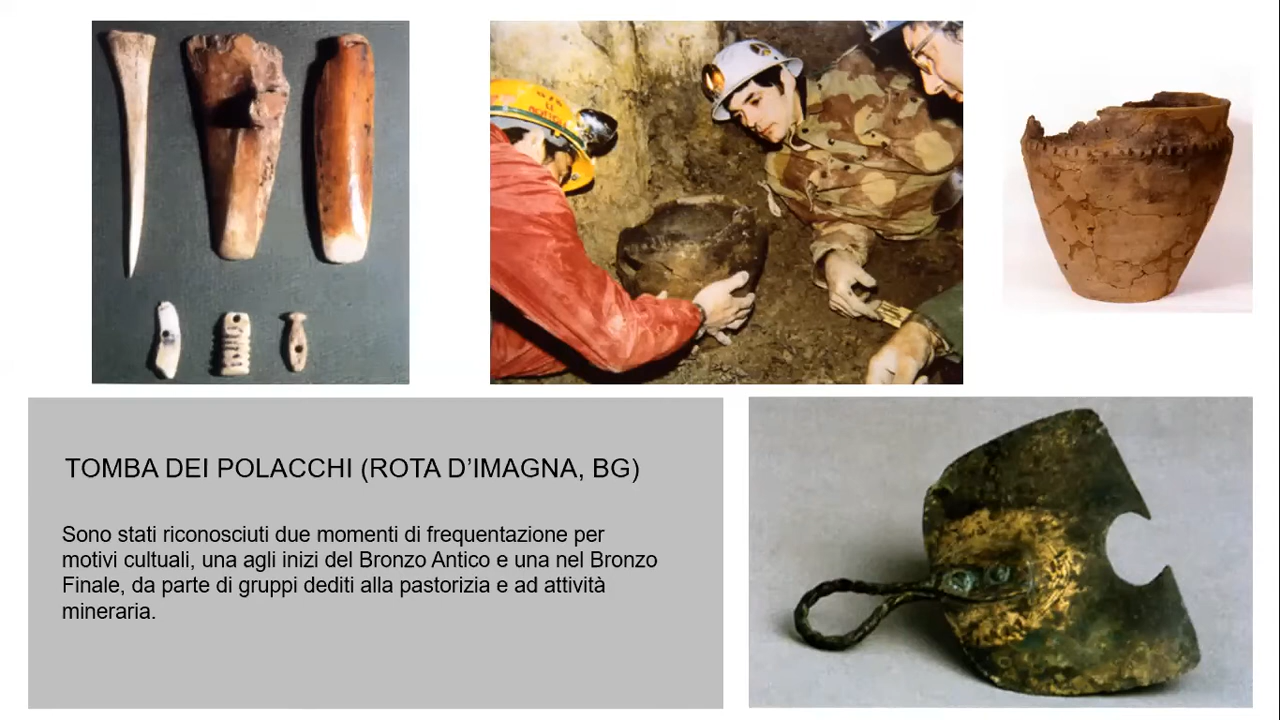 TOMBA DEI POLACCHI (ROTA D’IMAGNA, BG)
Sono stati riconosciuti due momenti di frequentazione per
motivi cultuali, una agli inizi del Bronzo Antico e una nel Bronzo
Finale, da parte di gruppi dediti alla pastorizia e ad attività
mineraria.